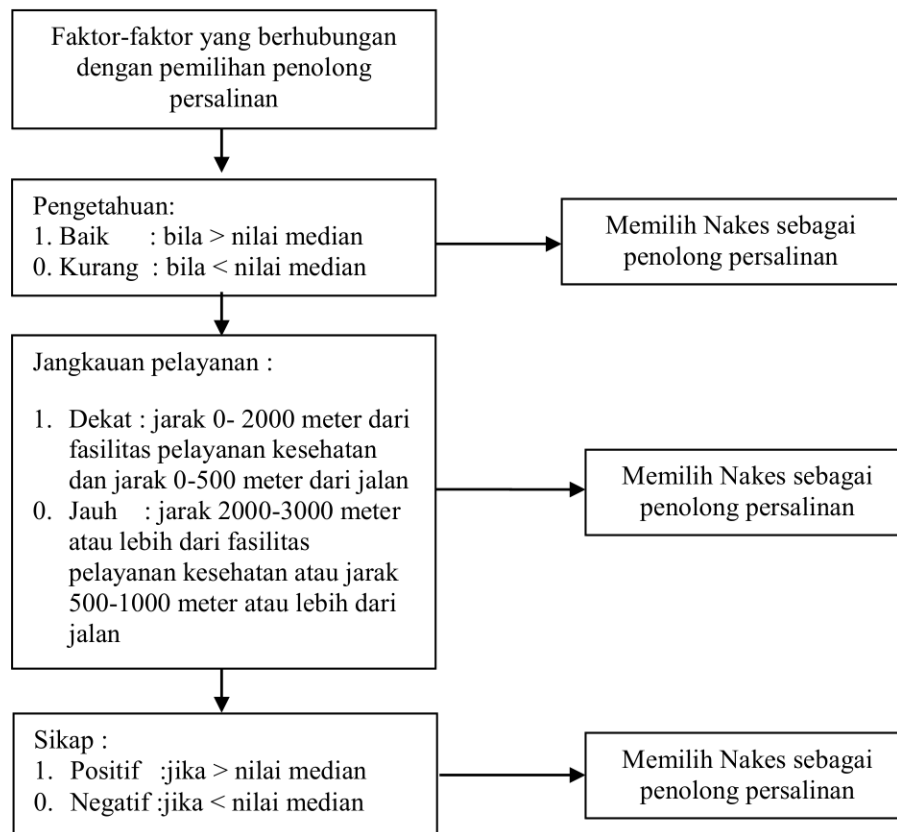 Faktor-faktor yang berhubungan
dengan pemilihan penolong
persalinan
Pengetahuan:
1. Baik : bila > nilai median
0. Kurang : bila < nilai median
Memilih Nakes sebagai
penolong persalinan
Jangkauan pelayanan :
1. Dekat : jarak 0- 2000 meter dari
fasilitas pelayanan kesehatan
dan jarak 0-500 meter dari jalan
0. Jauh : jarak 2000-3000 meter
atau lebih dari fasilitas
pelayanan kesehatan atau jarak
500-1000 meter atau lebih dari
jalan
Memilih Nakes sebagai
penolong persalinan
Sikap :
1. Positif :jika > nilai median
0. Negatif :jika < nilai median
Memilih Nakes sebagai
penolong persalinan